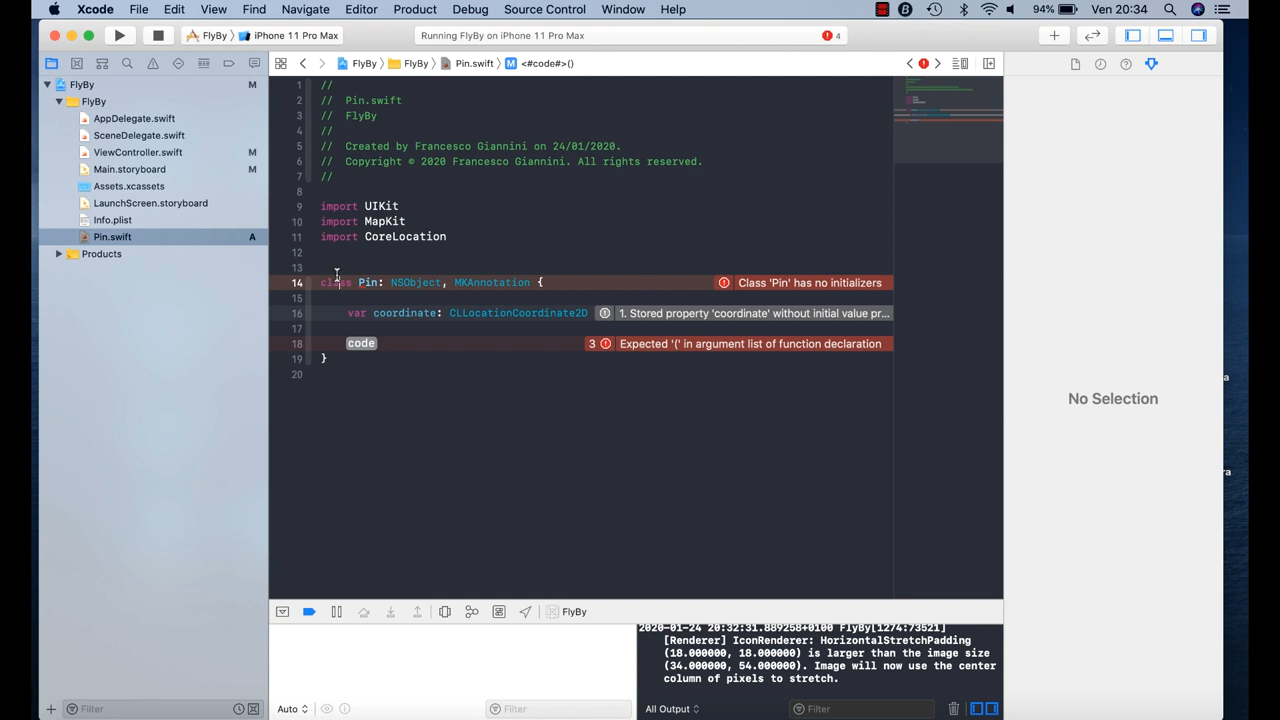 Xcode File Edit View Find Navigate Editor Product Debug Source Control Window Help 94% Ven 20:34
FlyBy iPhone 11 Pro Max Running FlyBy on iPhone 11 Pro Max 4
FlyBy FlyBy Pin.swift M <#code#>()
FlyBy M
FlyBy
AppDelegate.swift
SceneDelegate.swift
ViewController.swift M
Main.storyboard M
Assets.xcassets
LaunchScreen.storyboard
Info.plist
Pin.swift A
Products
1 //
2 // Pin.swift
3 // FlyBy
4 //
5 // Created by Francesco Giannini on 24/01/2020.
6 // Copyright © 2020 Francesco Giannini. All rights reserved.
7 //
8
9 import UIKit
10 import MapKit
11 import CoreLocation
12
13
14 class Pin: NSObject, MKAnnotation { Class 'Pin' has no initializers
15
16 var coordinate: CLLocationCoordinate2D 1. Stored property 'coordinate' without initial value pr...
17
18 code 3 Expected '(' in argument list of function declaration
19 }
20
No Selection
ra
FlyBy
2020-01-24 20:32:31.889258+0100 FlyBy[1274:73521]
[Renderer] IconRenderer: HorizontalStretchPadding
(18.000000, 18.000000) is larger than the image size
(34.000000, 54.000000). Image will now use the center
column of pixels to stretch.
Filter Auto Filter All Output Filter